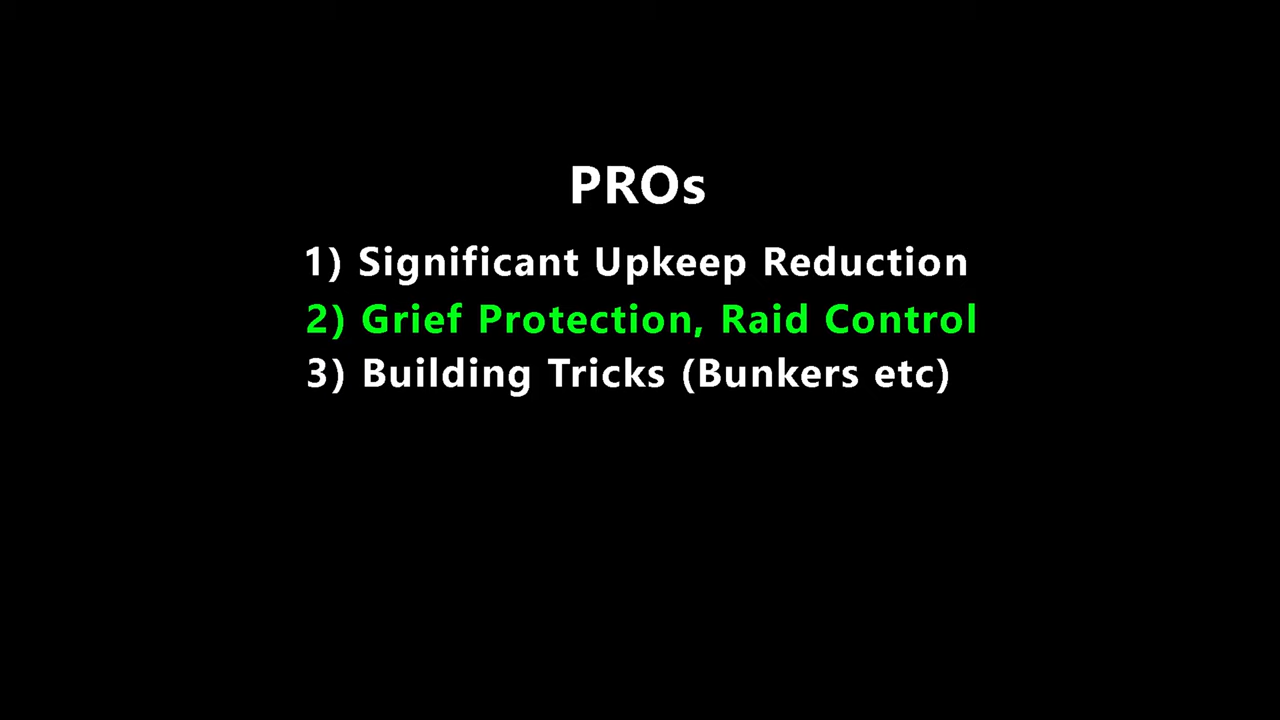 PROs
1) Significant Upkeep Reduction
2) Grief Protection, Raid Control
3) Building Tricks (Bunkers etc)